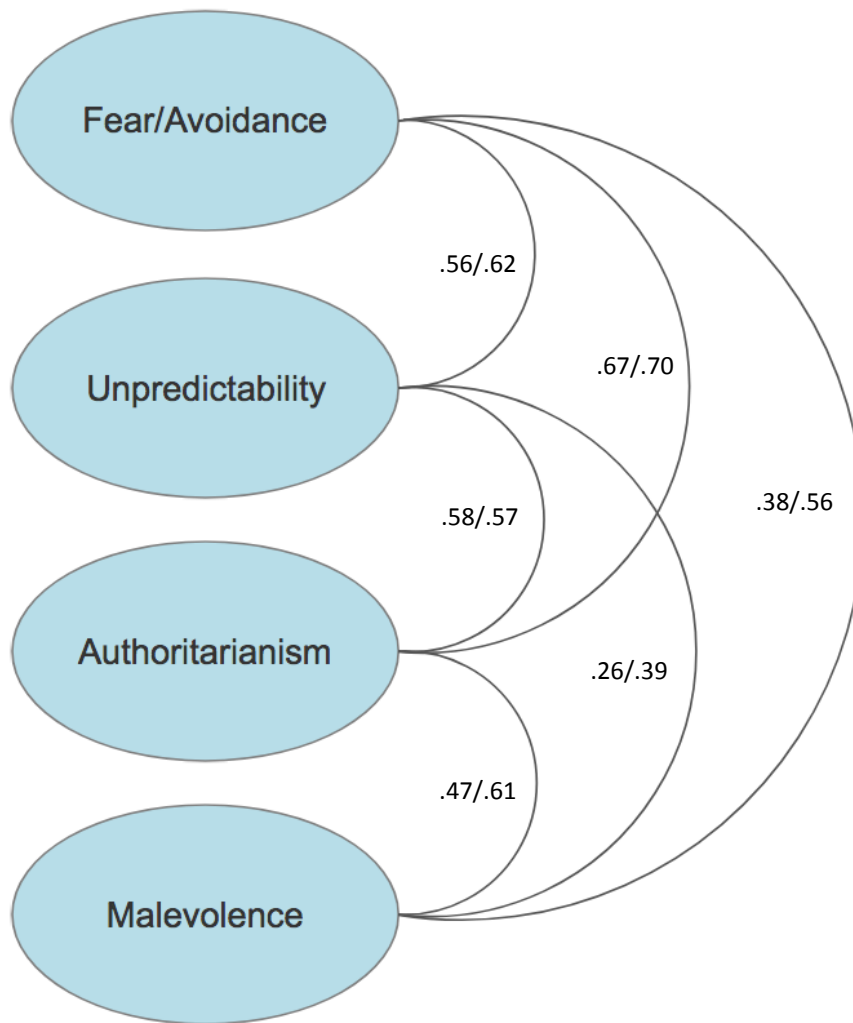 Fear/Avoidance
.56/.62
.67/.70
Unpredictability
.38/.56
.58/.57
Authoritarianism
.26/.39
.47/.61
Malevolence